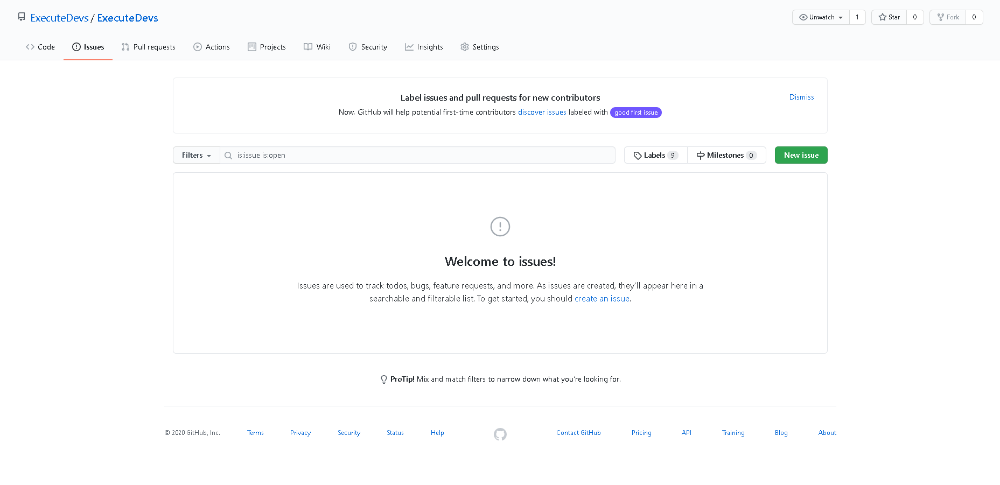 ExecuteDevs / ExecuteDevs
Unwatch 1 Star 0 Fork 0
Code Issues Pull requests Actions Projects Wiki Security Insights Settings
Label issues and pull requests for new contributors
Dismiss
Now, GitHub will help potential first-time contributors discover issues labeled with good first issue
Filters is:issue is:open Labels 9 Milestones 0 New issue
Welcome to issues!
Issues are used to track todos, bugs, feature requests, and more. As issues are created, they’ll appear here in a
searchable and filterable list. To get started, you should create an issue.
ProTip! Mix and match filters to narrow down what you’re looking for.
© 2020 GitHub, Inc. Terms Privacy Security Status Help Contact GitHub Pricing API Training Blog About